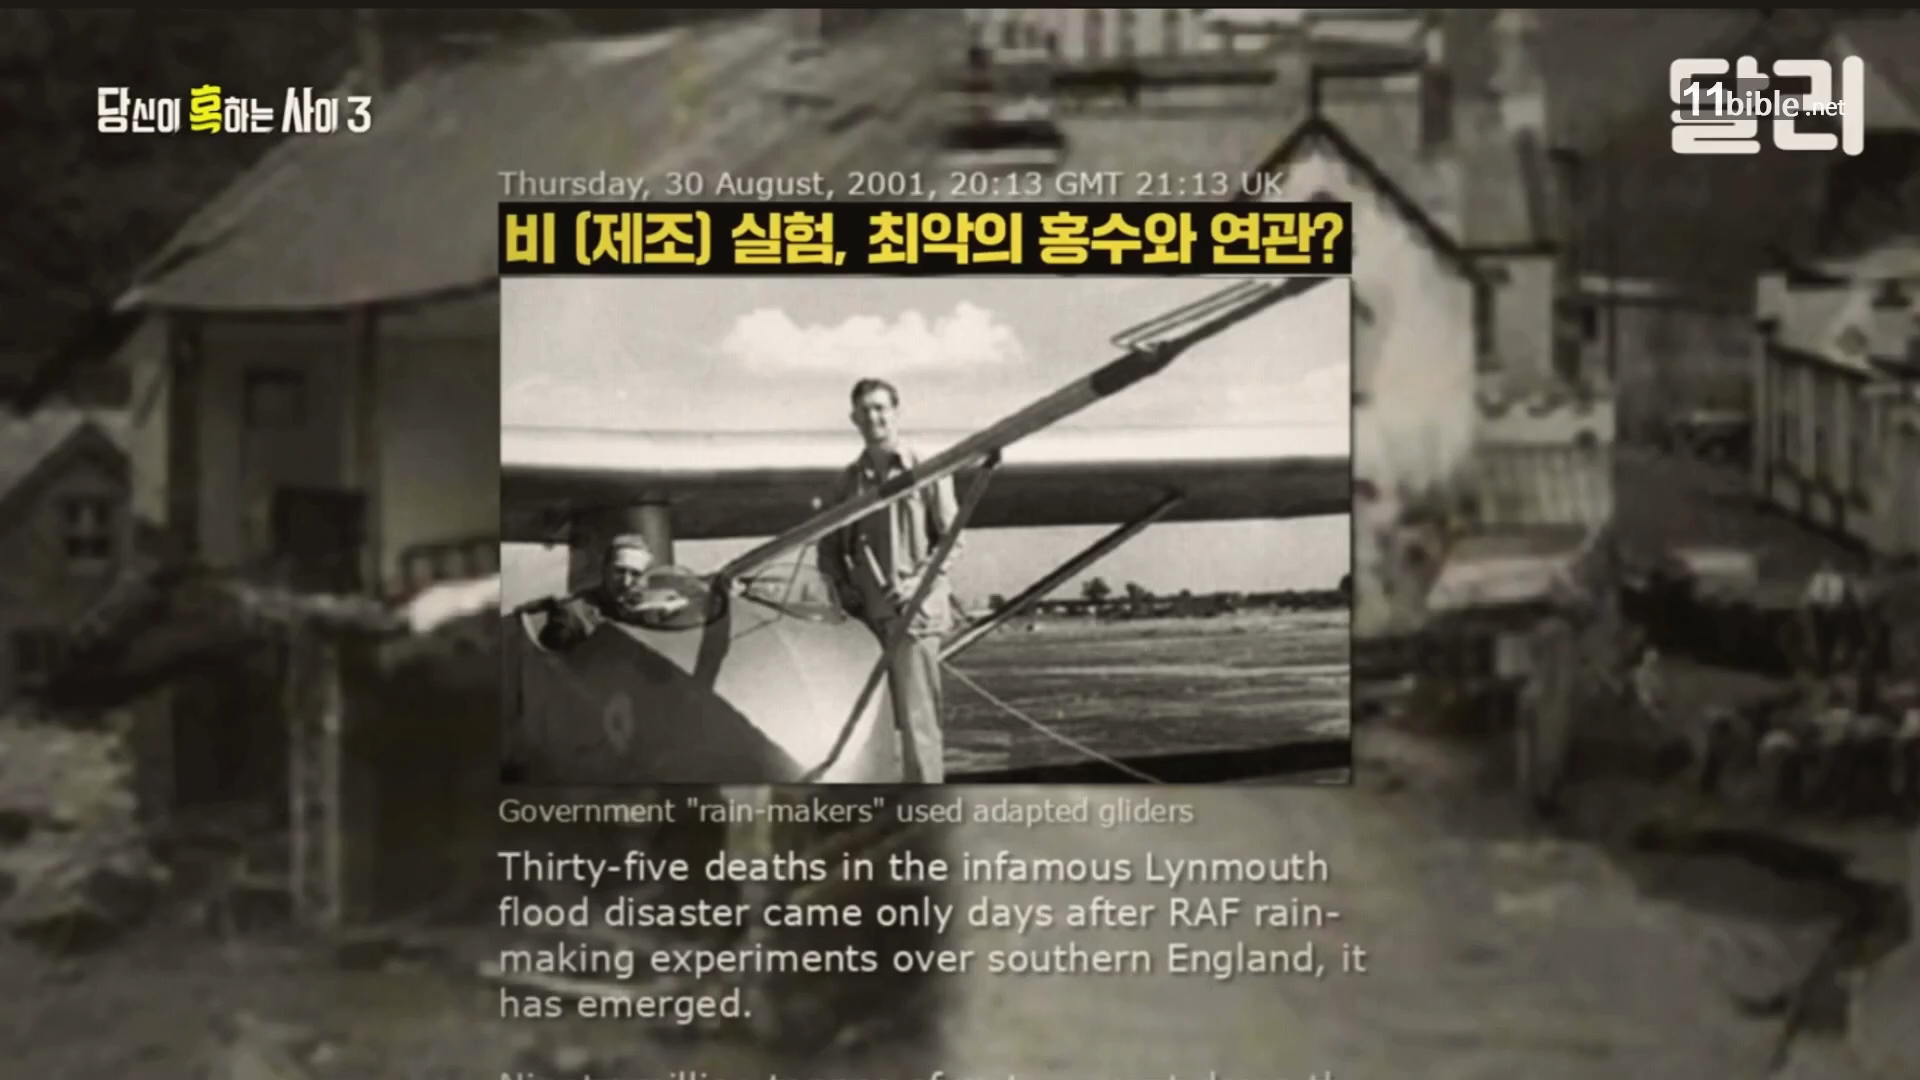 당신이 혹하는 사이 3
달리
11bible.net
Thursday, 30 August, 2001, 20:13 GMT 21:13 UK
비 (제조) 실험, 최악의 홍수와 연관?
Government "rain-makers" used adapted gliders
Thirty-five deaths in the infamous Lynmouth
flood disaster came only days after RAF rain-
making experiments over southern England, it
has emerged.